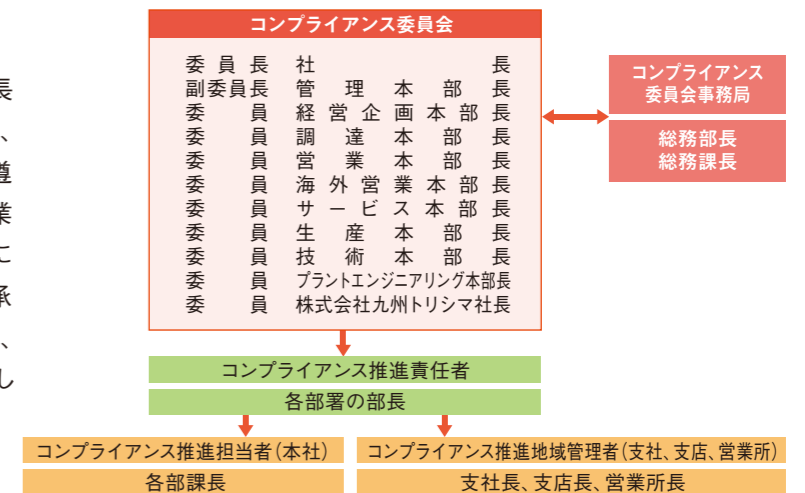 長
、
遵
業
に
承
、
し
コンプライアンス委員会
委員長 社長
副委員長 管理本部長
委員 経営企画本部長
委員 調達本部長
委員 営業本部長
委員 海外営業本部長
委員 サービス本部長
委員 生産本部長
委員 技術本部長
委員 プラントエンジニアリング本部長
委員 株式会社九州トリシマ社長
コンプライアンス
委員会事務局
総務部長
総務課長
コンプライアンス推進責任者
各部署の部長
コンプライアンス推進担当者(本社)
各部課長
コンプライアンス推進地域管理者(支社、支店、営業所)
支社長、支店長、営業所長